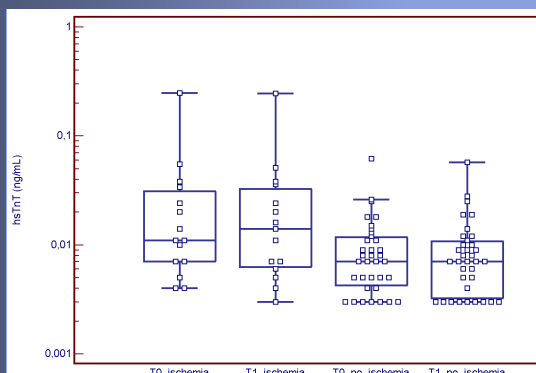 1
0,1
hsTnT (ng/mL)
0,01
0,001
T0_ischemia T1_ischemia T0_no_ischemia T1_no_ischemia